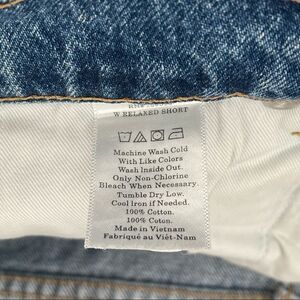 W RELAXED SHORT
Machine Wash Cold
With Like Colors
Wash Inside Out.
Only Non-Chlorine
Bleach When Necessary.
Tumble Dry Low.
Cool Iron if Needed.
100% Cotton.
100% Coton.
Made in Vietnam
Fabriqué au Viêt-Nam